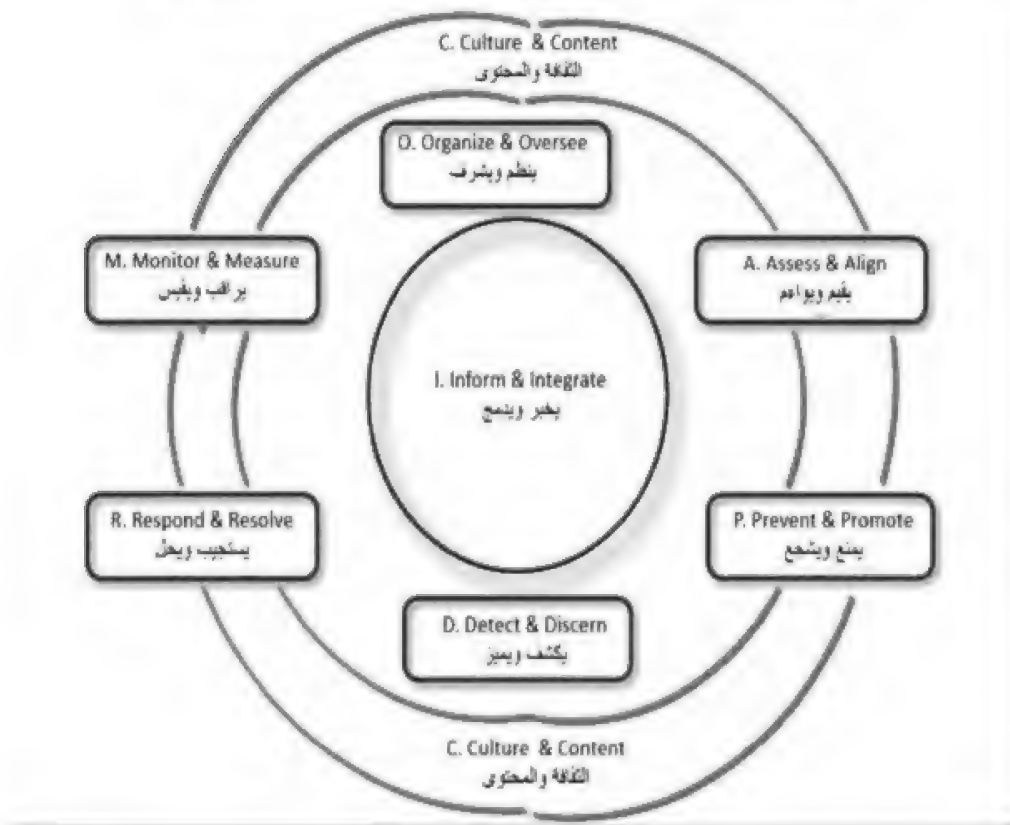 C. Culture & Content
الثقافة والمحتوى
O. Organize & Oversee
ينظم ويشرف
M. Monitor & Measure
يراقب ويقيس
A. Assess & Align
يقيم ويواءم
I. Inform & Integrate
يخبر ويدمج
R. Respond & Resolve
يستجيب ويحل
P. Prevent & Promote
يمنع ويشجع
D. Detect & Discern
يكشف ويميز
C. Culture & Content
الثقافة والمحتوى